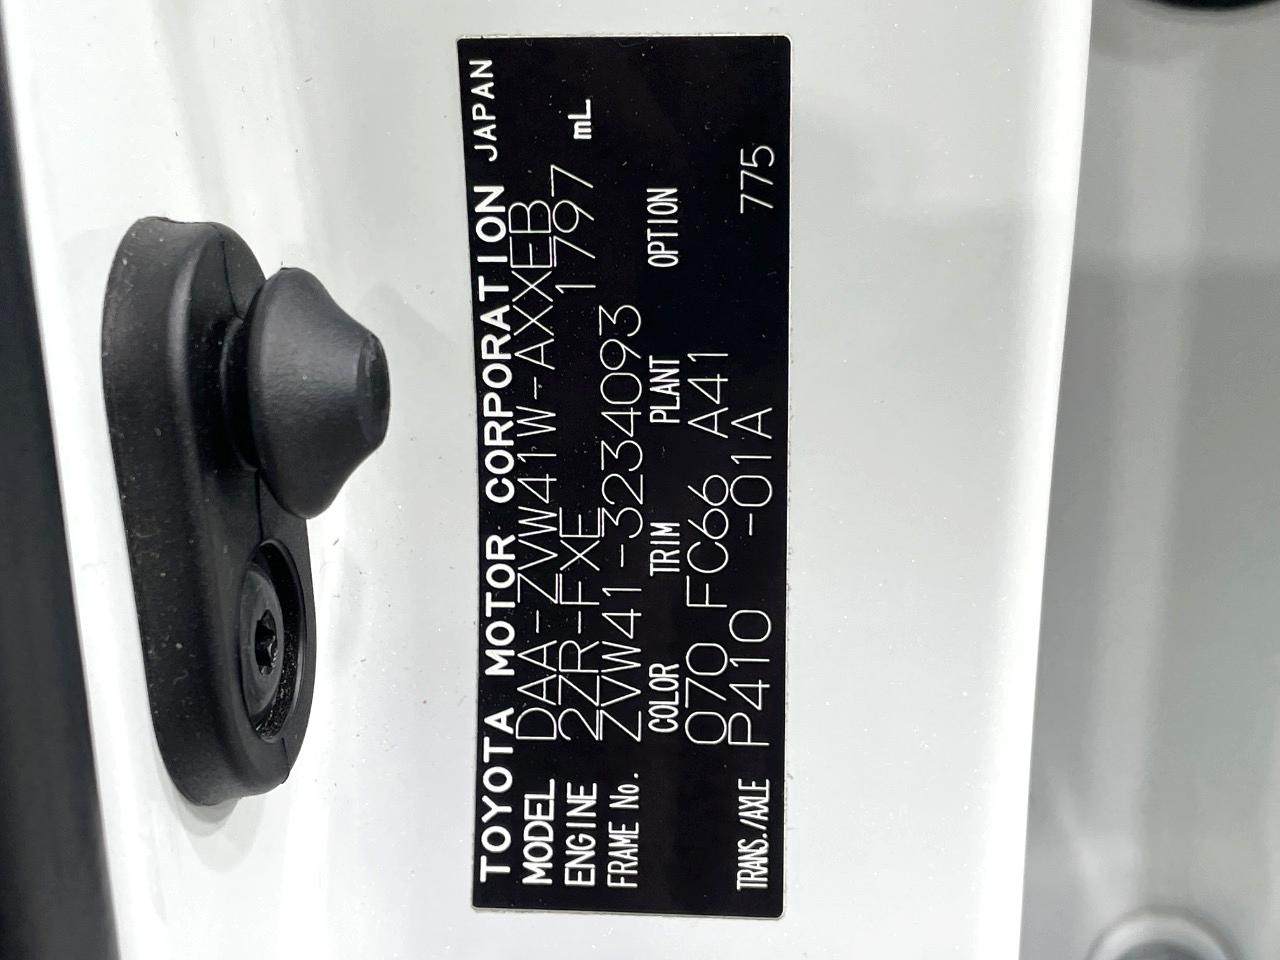 TOYOTA MOTOR CORPORATION JAPAN
MODEL DAA-ZVW41W-AXXEB
ENGINE 2ZR-FXE 1797 mL
FRAME No. ZVW41-3234093
COLOR TRIM PLANT OPTION
070 FC66 A41
TRANS./AXLE P410 -01A 775